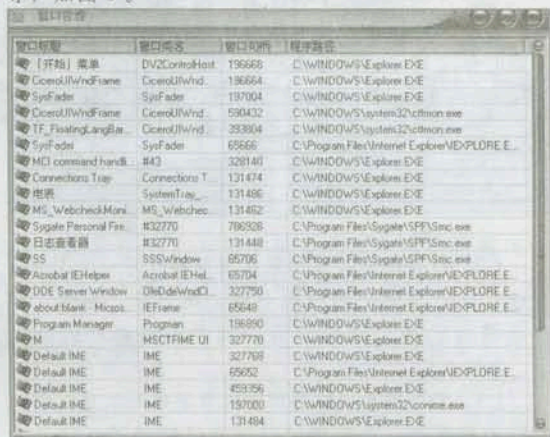 窗口管理
窗口标题 窗口类名 窗口句柄 程序路径
「开始」菜单 DV2ControlHost 196668 C:\WINDOWS\Explorer.EXE
CiceroUIWndFrame CiceroUIWnd... 196664 C:\WINDOWS\Explorer.EXE
SysFader SysFader 197004 C:\WINDOWS\Explorer.EXE
CiceroUIWndFrame CiceroUIWnd... 590432 C:\WINDOWS\system32\ctfmon.exe
TF_FloatingLangBar... CiceroUIWnd... 393804 C:\WINDOWS\system32\ctfmon.exe
SysFader SysFader 65666 C:\Program Files\Internet Explorer\IEXPLORE.E...
MCI command handli... #43 328140 C:\WINDOWS\Explorer.EXE
Connections Tray Connections T... 131474 C:\WINDOWS\Explorer.EXE
电表 SystemTray_... 131486 C:\WINDOWS\Explorer.EXE
MS_WebcheckMoni... MS_Webchec... 131462 C:\WINDOWS\Explorer.EXE
Sygate Personal Fire... #32770 786926 C:\Program Files\Sygate\SPF\Smc.exe
日志查看器 #32770 131448 C:\Program Files\Sygate\SPF\Smc.exe
SS SSSWindow 65706 C:\Program Files\Sygate\SPF\Smc.exe
Acrobat IEHelper Acrobat IEHel... 65704 C:\Program Files\Internet Explorer\IEXPLORE.E...
DDE Server Window OleDdeWndCl... 327750 C:\Program Files\Internet Explorer\IEXPLORE.E...
about:blank - Micros... IEFrame 65648 C:\Program Files\Internet Explorer\IEXPLORE.E...
Program Manager Progman 196890 C:\WINDOWS\Explorer.EXE
M MSCTFIME UI 327770 C:\WINDOWS\Explorer.EXE
Default IME IME 327768 C:\WINDOWS\Explorer.EXE
Default IME IME 65652 C:\Program Files\Internet Explorer\IEXPLORE.E...
Default IME IME 459356 C:\WINDOWS\Explorer.EXE
Default IME IME 197000 C:\WINDOWS\system32\conime.exe
Default IME IME 131484 C:\WINDOWS\Explorer.EXE